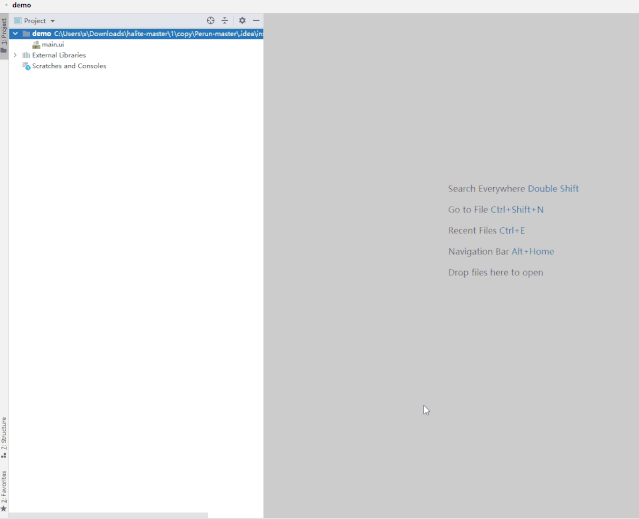 demo
1: Project
Project
demo C:\Users\x\Downloads\halite-master\1\copy\Perun-master\.idea\ins
main.ui
External Libraries
Scratches and Consoles
Search Everywhere Double Shift
Go to File Ctrl+Shift+N
Recent Files Ctrl+E
Navigation Bar Alt+Home
Drop files here to open
2: Structure
2: Favorites